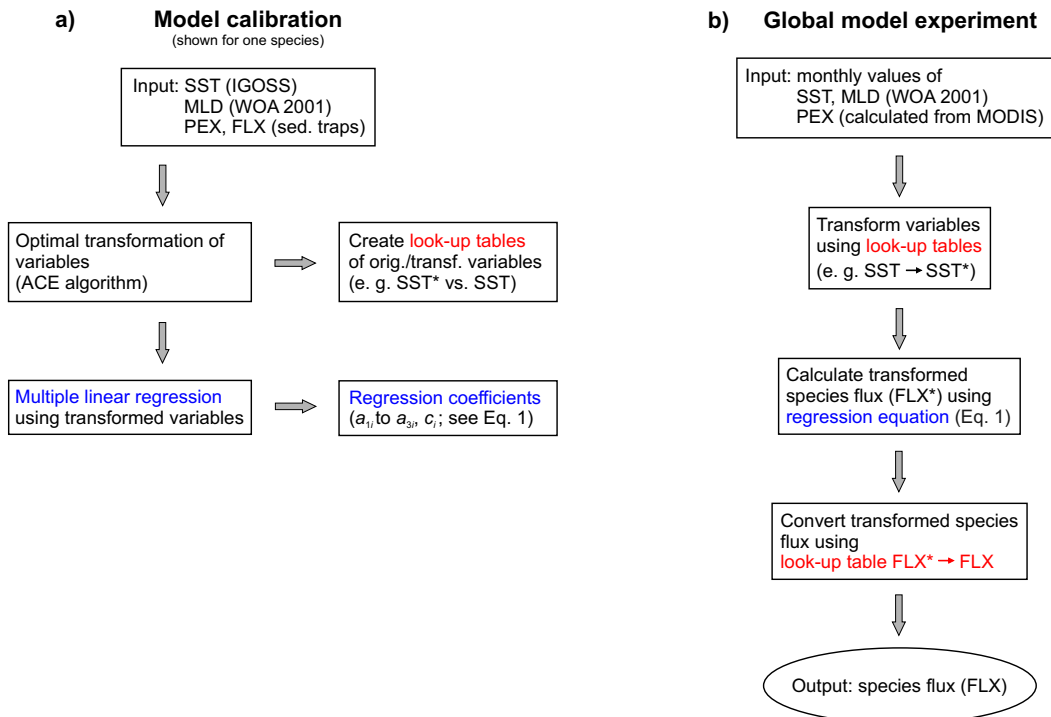 a) Model calibration
(shown for one species)
Input: SST (IGOSS)
MLD (WOA 2001)
PEX, FLX (sed. traps)
Optimal transformation of
variables
(ACE algorithm)
Create look-up tables
of orig./transf. variables
(e. g. SST* vs. SST)
Multiple linear regression
using transformed variables
Regression coefficients
(a1i to a3i, ci; see Eq. 1)
b) Global model experiment
Input: monthly values of
SST, MLD (WOA 2001)
PEX (calculated from MODIS)
Transform variables
using look-up tables
(e. g. SST → SST*)
Calculate transformed
species flux (FLX*) using
regression equation (Eq. 1)
Convert transformed species
flux using
look-up table FLX* → FLX
Output: species flux (FLX)